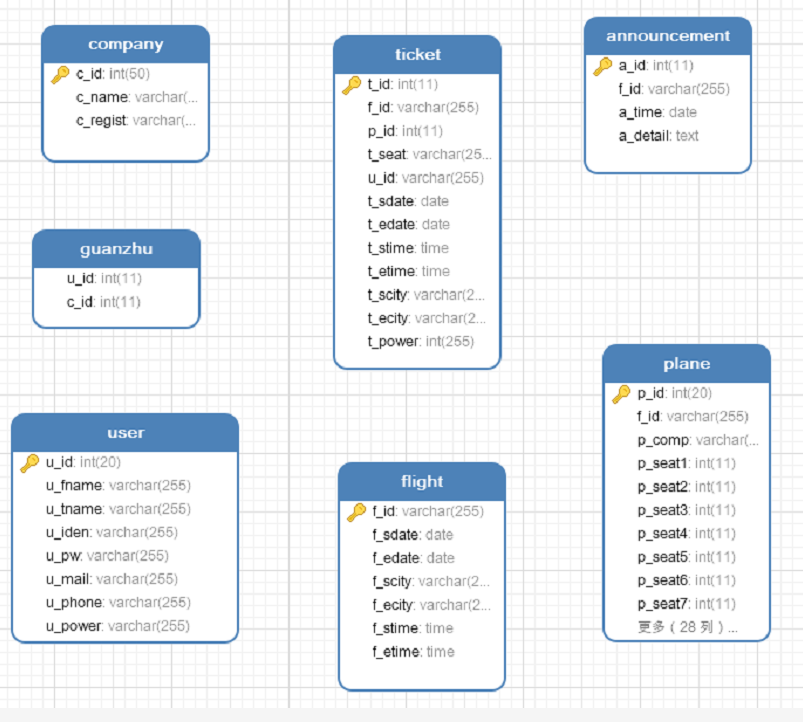 company
c_id: int(50)
c_name: varchar(...
c_regist: varchar(...
ticket
t_id: int(11)
f_id: varchar(255)
p_id: int(11)
t_seat: varchar(25...
u_id: varchar(255)
t_sdate: date
t_edate: date
t_stime: time
t_etime: time
t_scity: varchar(2...
t_ecity: varchar(2...
t_power: int(255)
announcement
a_id: int(11)
f_id: varchar(255)
a_time: date
a_detail: text
guanzhu
u_id: int(11)
c_id: int(11)
user
u_id: int(20)
u_fname: varchar(255)
u_tname: varchar(255)
u_iden: varchar(255)
u_pw: varchar(255)
u_mail: varchar(255)
u_phone: varchar(255)
u_power: varchar(255)
flight
f_id: varchar(255)
f_sdate: date
f_edate: date
f_scity: varchar(2...
f_ecity: varchar(2...
f_stime: time
f_etime: time
plane
p_id: int(20)
f_id: varchar(255)
p_comp: varchar(...
p_seat1: int(11)
p_seat2: int(11)
p_seat3: int(11)
p_seat4: int(11)
p_seat5: int(11)
p_seat6: int(11)
p_seat7: int(11)
更多（28 列）...